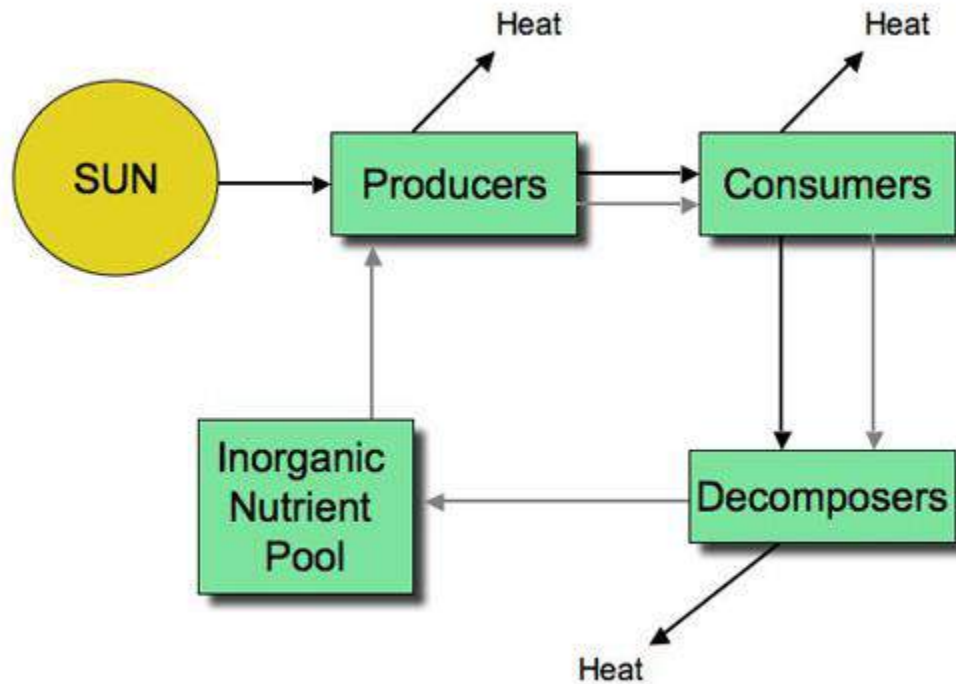 Heat
Heat
SUN
Producers
Consumers
Inorganic
Nutrient
Pool
Decomposers
Heat